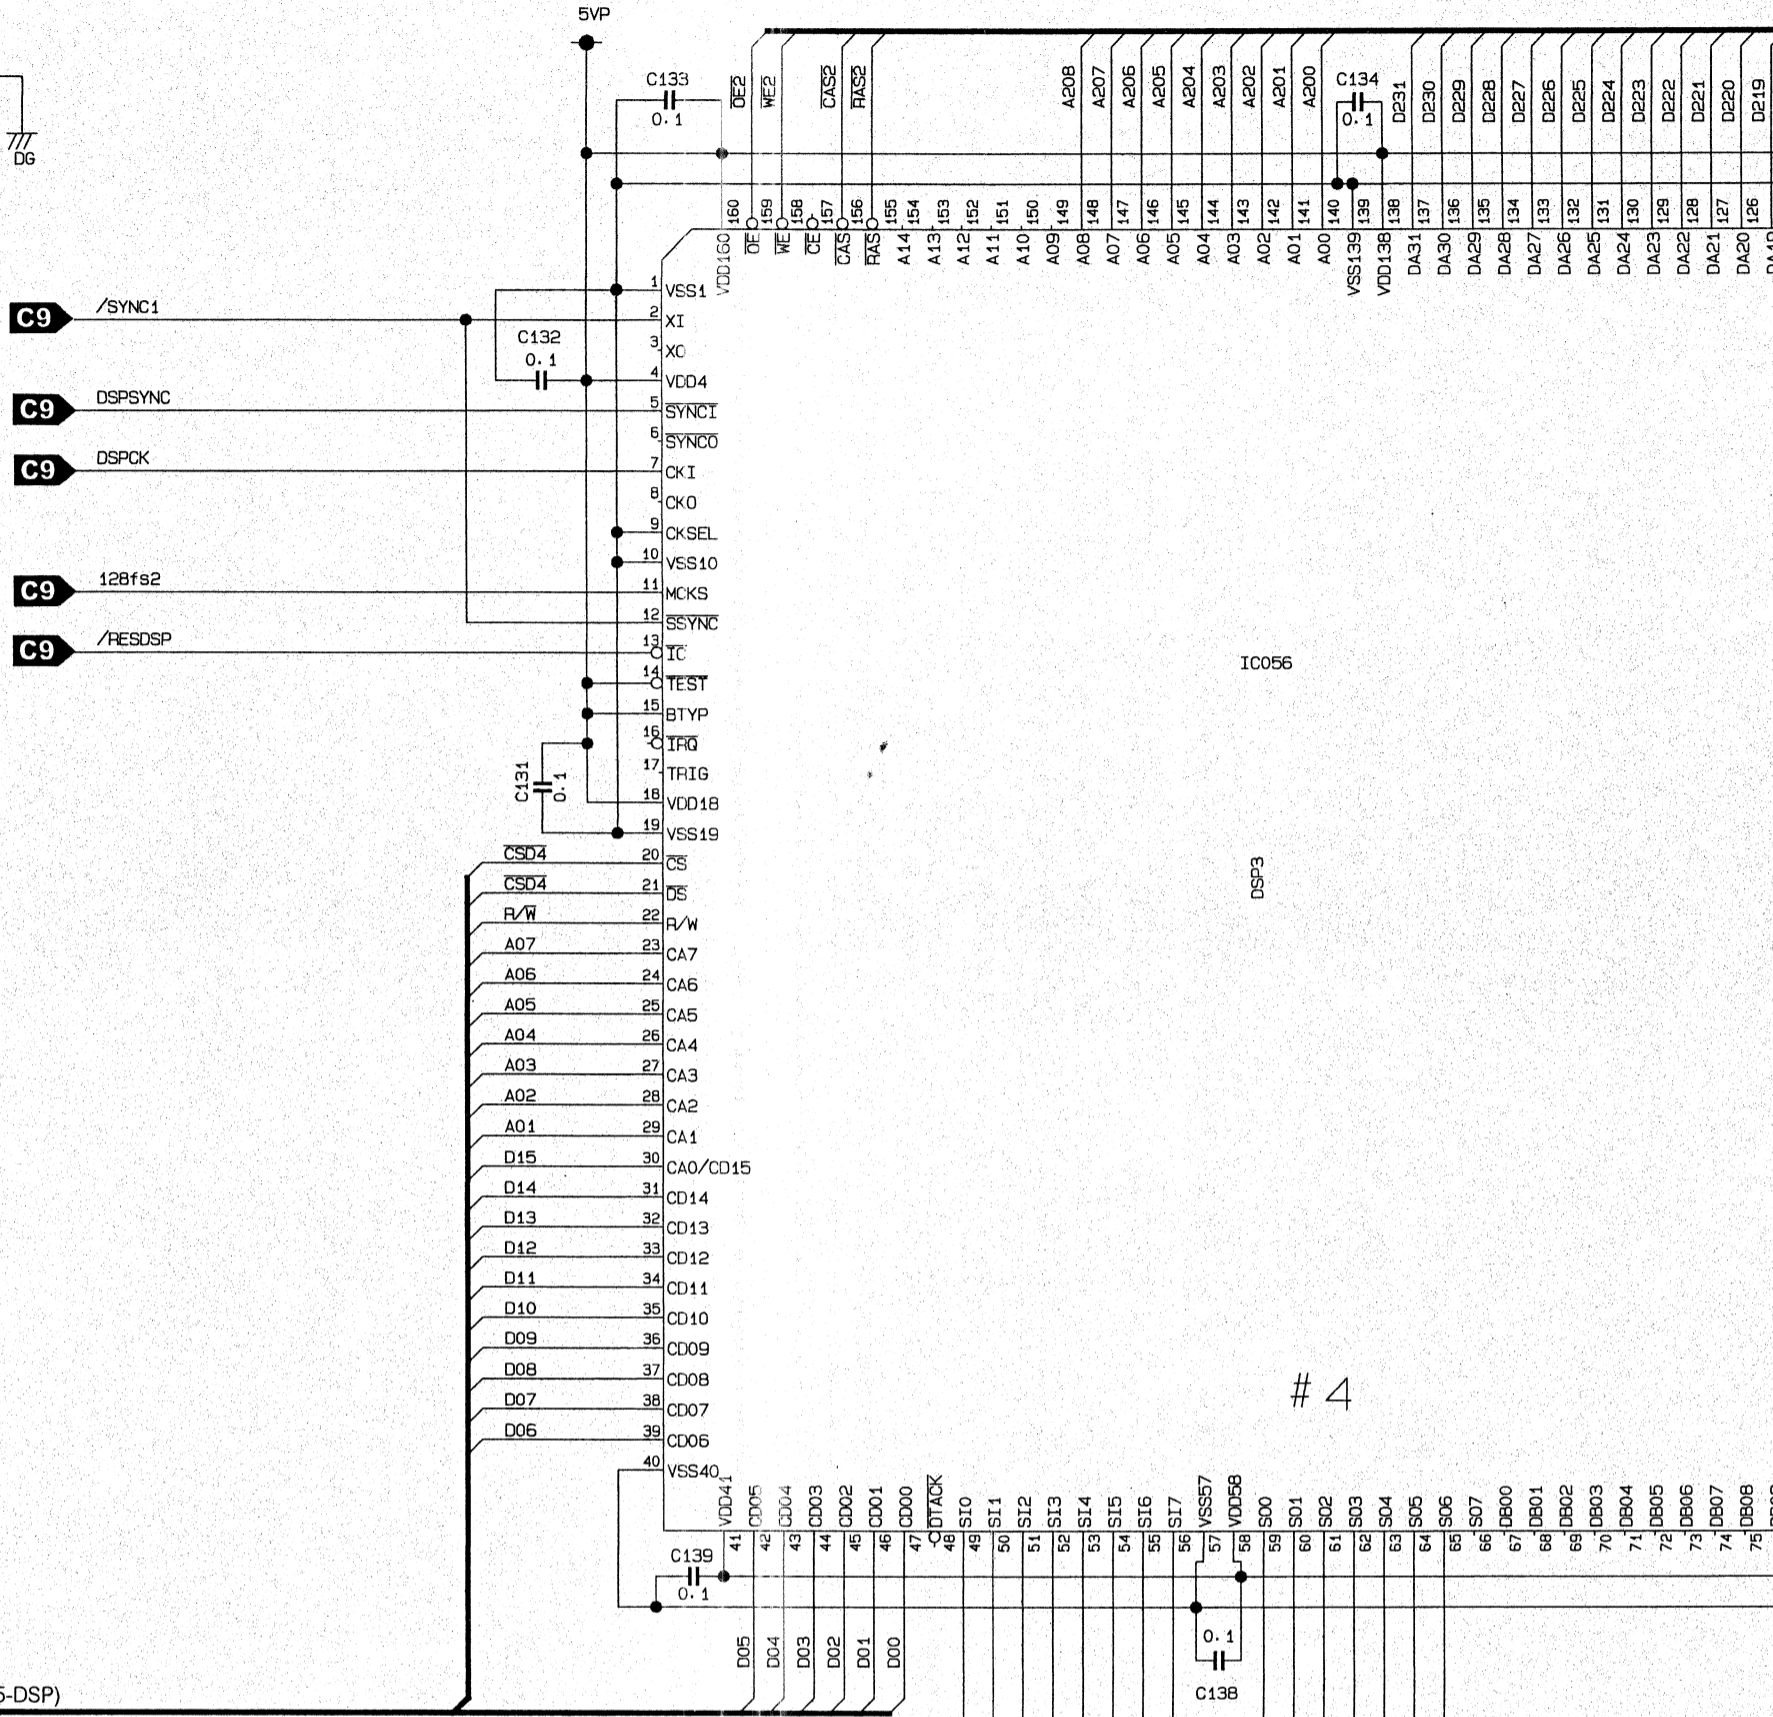 5VP
C133
0.1
OE2
WE2
CAS2
RAS2
A208
A207
A206
A205
A204
A203
A202
A201
A200
C134
0.1
D231
D230
D229
D228
D227
D226
D225
D224
D223
D222
D221
D220
D219
DG
160
159
158
157
156
155
154
153
152
151
150
149
148
147
146
145
144
143
142
141
140
139
138
137
136
135
134
133
132
131
130
129
128
127
126
VDD160
OE
WE
CE
CAS
RAS
A14
A13
A12
A11
A10
A09
A08
A07
A06
A05
A04
A03
A02
A01
A00
VSS139
VDD138
DA31
DA30
DA29
DA28
DA27
DA26
DA25
DA24
DA23
DA22
DA21
DA20
1 VSS1
C9 /SYNC1 2 XI
C132
0.1
3 XO
4 VDD4
C9 DSPSYNC 5 SYNCI
6 SYNCO
C9 DSPCK 7 CKI
8 CKO
9 CKSEL
10 VSS10
C9 128fs2 11 MCKS
12 SSYNC
C9 /RESDSP 13 IC
14 TEST
15 BTYP
16 IRQ
17 TRIG
C131
0.1
18 VDD18
19 VSS19
IC056
DSP3
CSD4 20 CS
CSD4 21 DS
R/W 22 R/W
A07 23 CA7
A06 24 CA6
A05 25 CA5
A04 26 CA4
A03 27 CA3
A02 28 CA2
A01 29 CA1
D15 30 CA0/CD15
D14 31 CD14
D13 32 CD13
D12 33 CD12
D11 34 CD11
D10 35 CD10
D09 36 CD09
D08 37 CD08
D07 38 CD07
D06 39 CD06
40 VSS40
# 4
VDD41
CD05
CD04
CD03
CD02
CD01
CD00
DTACK
SI0
SI1
SI2
SI3
SI4
SI5
SI6
SI7
VSS57
VDD58
SO0
SO1
SO2
SO3
SO4
SO5
SO6
SO7
DB00
DB01
DB02
DB03
DB04
DB05
DB06
DB07
DB08
41
42
43
44
45
46
47
48
49
50
51
52
53
54
55
56
57
58
59
60
61
62
63
64
65
66
67
68
69
70
71
72
73
74
75
C139
0.1
D05
D04
D03
D02
D01
D00
0.1
C138
5-DSP)